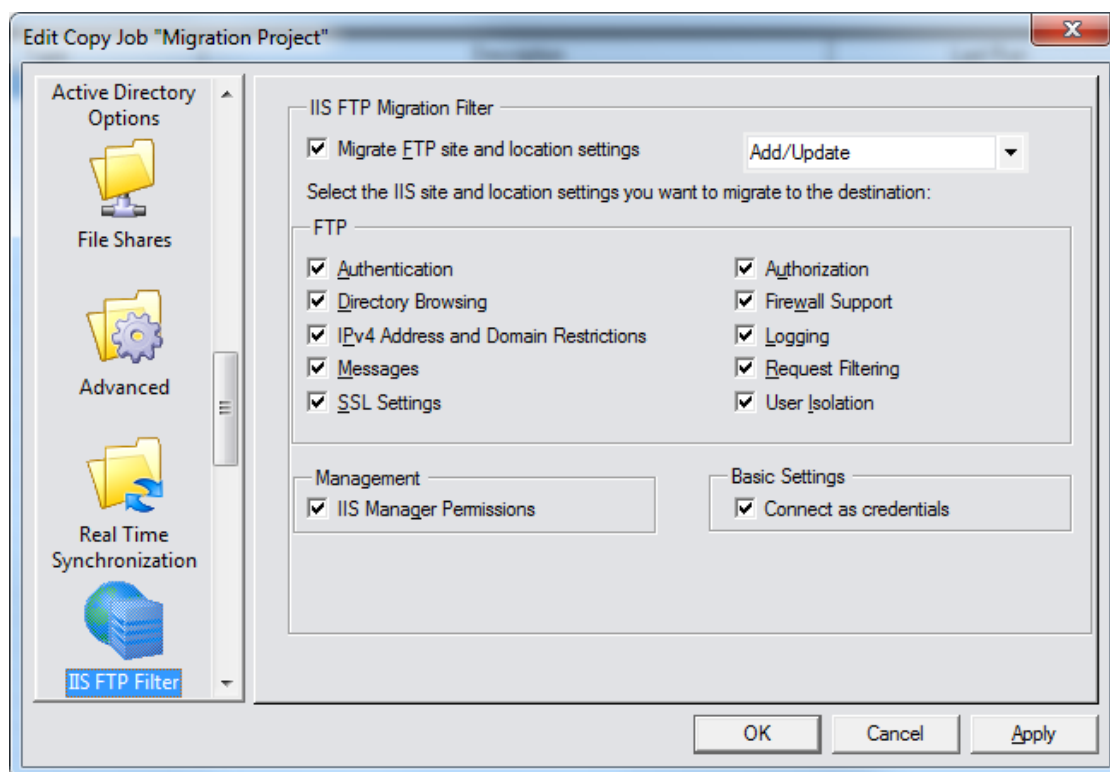 Edit Copy Job "Migration Project"
Active Directory
Options
File Shares
Advanced
Real Time
Synchronization
IIS FTP Filter
IIS FTP Migration Filter
Migrate FTP site and location settings
Add/Update
Select the IIS site and location settings you want to migrate to the destination:
FTP
Authentication
Authorization
Directory Browsing
Firewall Support
IPv4 Address and Domain Restrictions
Logging
Messages
Request Filtering
SSL Settings
User Isolation
Management
IIS Manager Permissions
Basic Settings
Connect as credentials
OK
Cancel
Apply